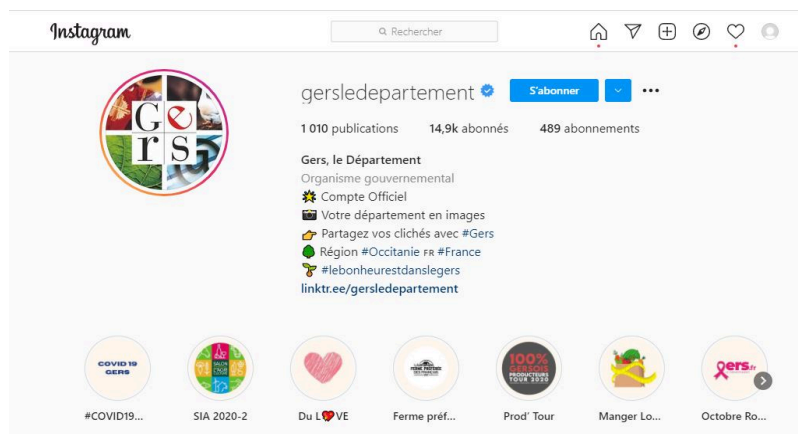 Instagram
Rechercher
Gers
gersledepartement
S'abonner
1 010 publications 14,9k abonnés 489 abonnements
Gers, le Département
Organisme gouvernemental
Compte Officiel
Votre département en images
Partagez vos clichés avec #Gers
Région #Occitanie FR #France
#lebonheurestdanslegers
linktr.ee/gersledepartement
COVID 19
GERS
100%
GERSOIS
PRODUCTEURS
TOUR 2020
gers.fr
#COVID19... SIA 2020-2 Du L💖VE Ferme préf... Prod' Tour Manger Lo... Octobre Ro...